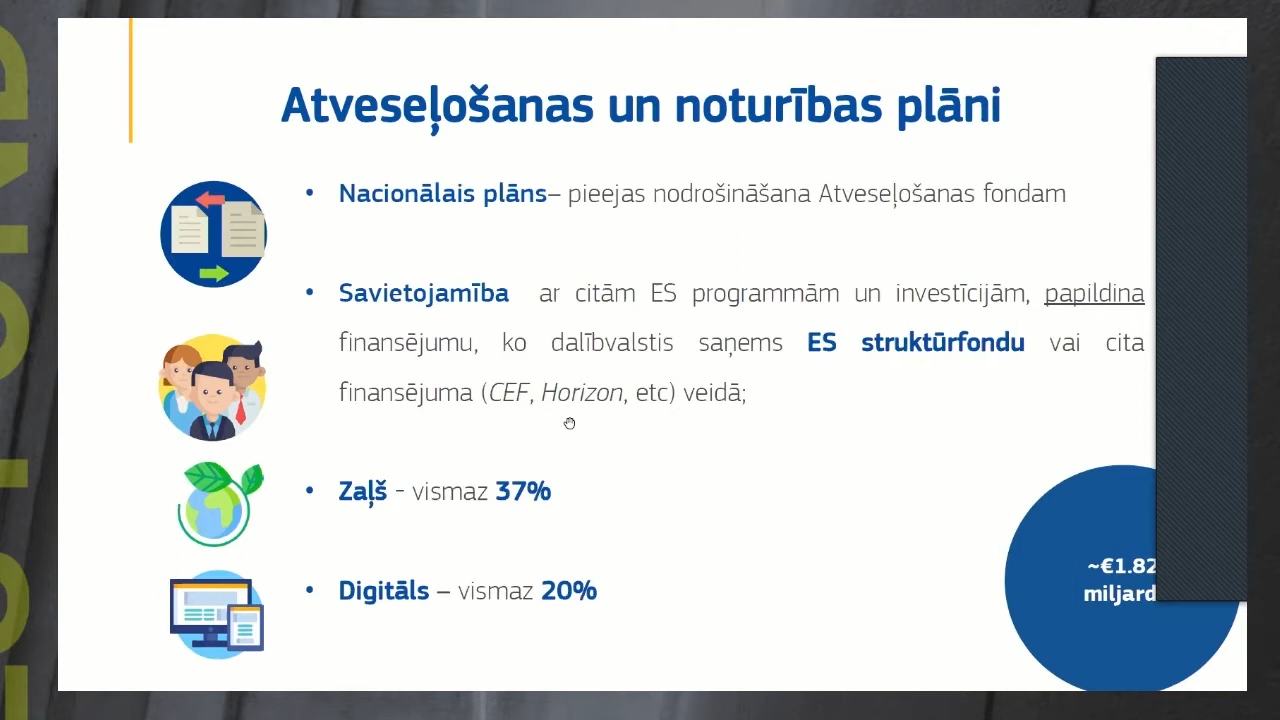 Atveseļošanas un noturības plāni
• Nacionālais plāns– pieejas nodrošināšana Atveseļošanas fondam
• Savietojamība ar citām ES programmām un investīcijām, papildina
finansējumu, ko dalībvalstis saņems ES struktūrfondu vai cita
finansējuma (CEF, Horizon, etc) veidā;
• Zaļš - vismaz 37%
• Digitāls – vismaz 20%
~€1.82
miljard